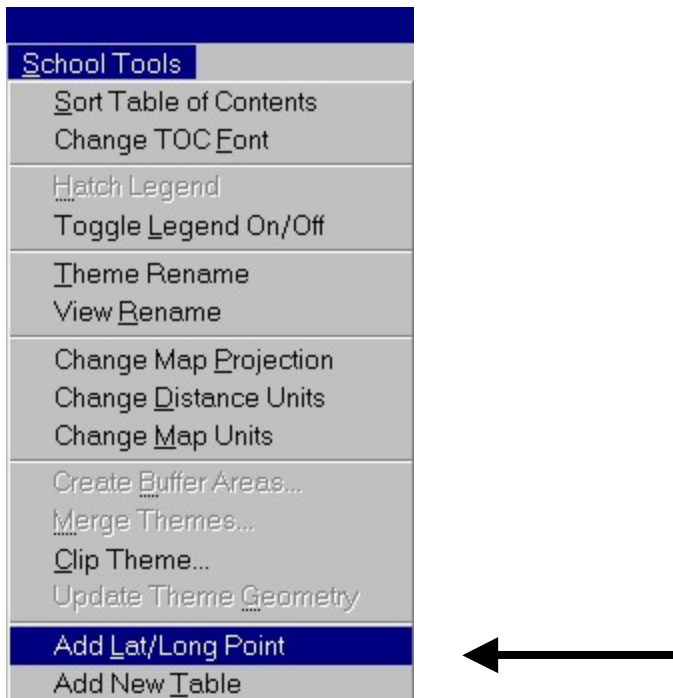 School Tools
Sort Table of Contents
Change TOC Font
Hatch Legend
Toggle Legend On/Off
Theme Rename
View Rename
Change Map Projection
Change Distance Units
Change Map Units
Create Buffer Areas...
Merge Themes...
Clip Theme...
Update Theme Geometry
Add Lat/Long Point
Add New Table